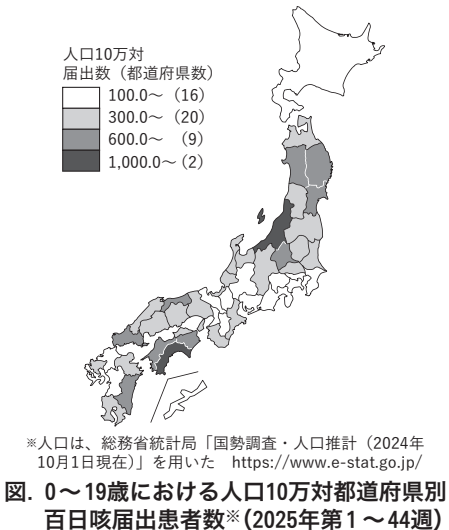 人口10万対
届出数（都道府県数）
100.0～（16）
300.0～（20）
600.0～ （9）
1,000.0～（2）
※人口は、総務省統計局「国勢調査・人口推計（2024年
10月1日現在）」を用いた　https://www.e-stat.go.jp/
図. 0～19歳における人口10万対都道府県別
百日咳届出患者数※（2025年第1～44週）